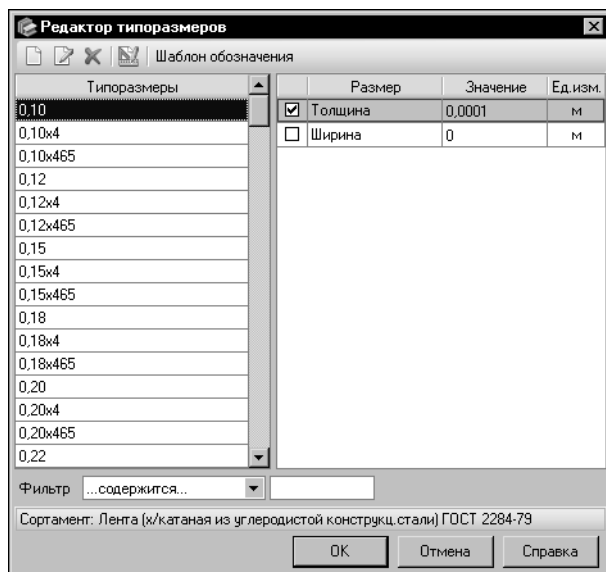 Редактор типоразмеров
Шаблон обозначения
Типоразмеры
0,10
0,10x4
0,10x465
0,12
0,12x4
0,12x465
0,15
0,15x4
0,15x465
0,18
0,18x4
0,18x465
0,20
0,20x4
0,20x465
0,22
Размер Значение Ед.изм.
Толщина 0,0001 м
Ширина 0 м
Фильтр ...содержится...
Сортамент: Лента (х/катаная из углеродистой конструкц.стали) ГОСТ 2284-79
OK Отмена Справка